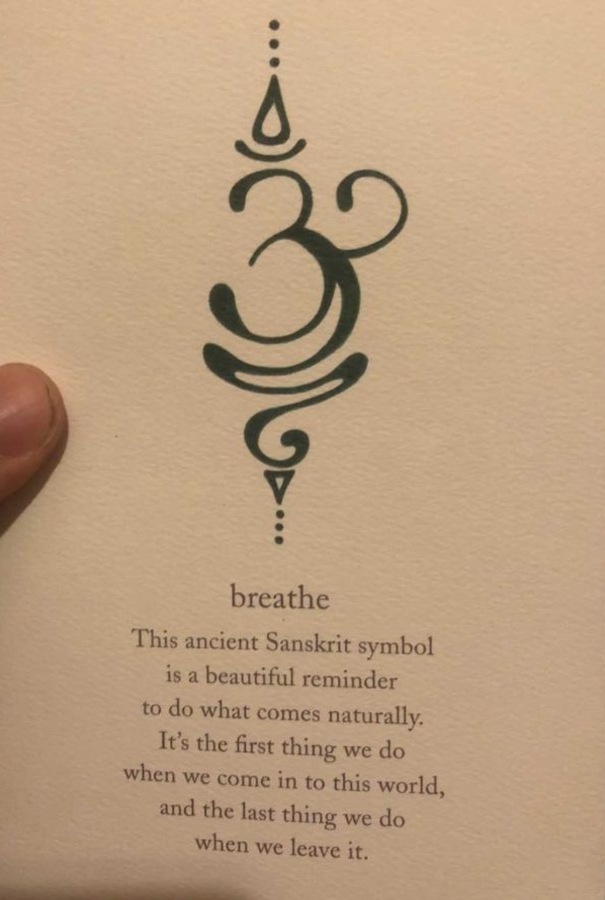 breathe
This ancient Sanskrit symbol
is a beautiful reminder
to do what comes naturally.
It's the first thing we do
when we come in to this world,
and the last thing we do
when we leave it.